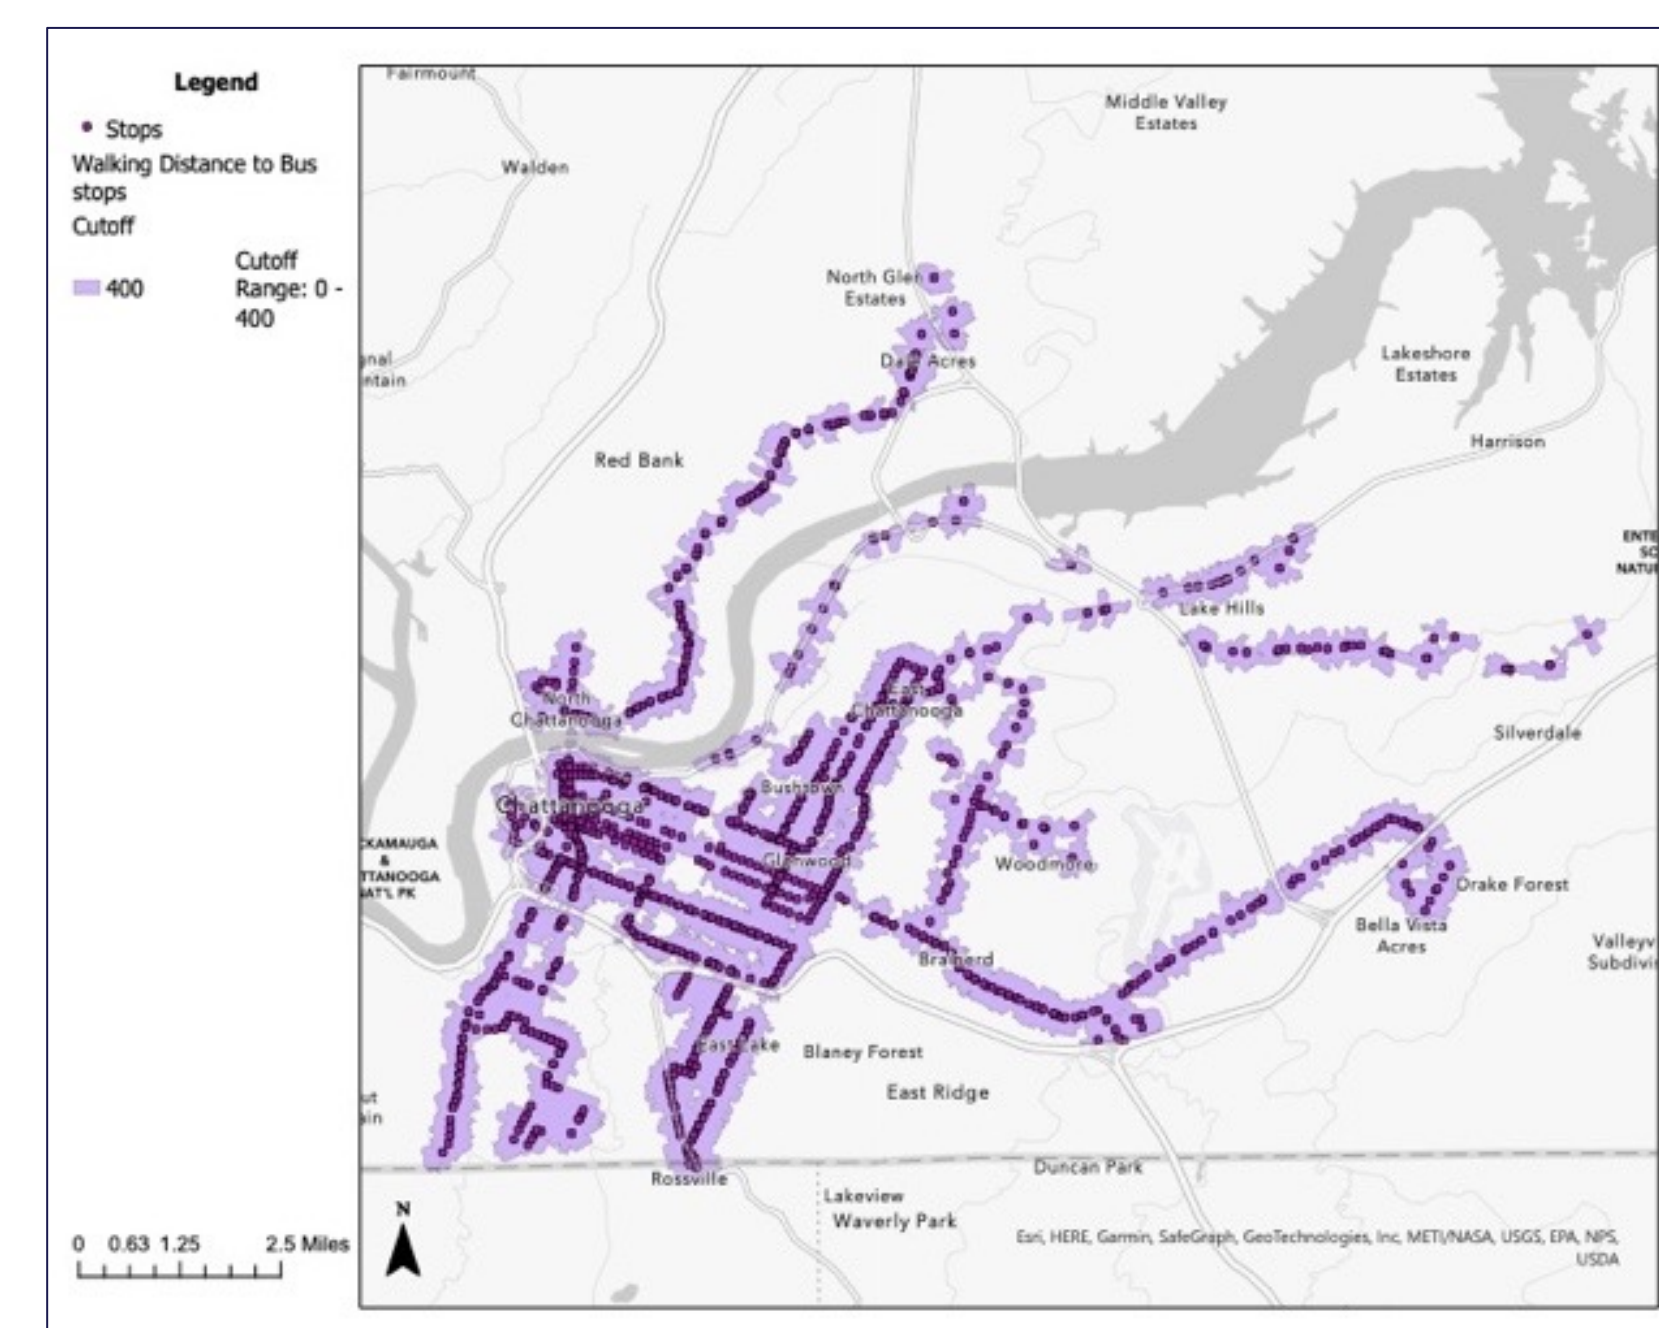 Legend
Stops
Walking Distance to Bus
stops
Cutoff
Cutoff
400
Range: 0 -
400
0 0.63 1.25 2.5 Miles
Fairmount
Middle Valley
Estates
Walden
North Glen
Estates
Dale Acres
Lakeshore
Estates
Harrison
Red Bank
Lake Hills
North
Chattanooga
East
Chattanooga
Silverdale
Bushtown
Chattanooga
Glenwood
Woodmore
Drake Forest
Bella Vista
Acres
Brainerd
East Lake
Blaney Forest
East Ridge
Duncan Park
Rossville
Lakeview
Waverly Park
N
Esri, HERE, Garmin, SafeGraph, GeoTechnologies, Inc, METI/NASA, USGS, EPA, NPS,
USDA